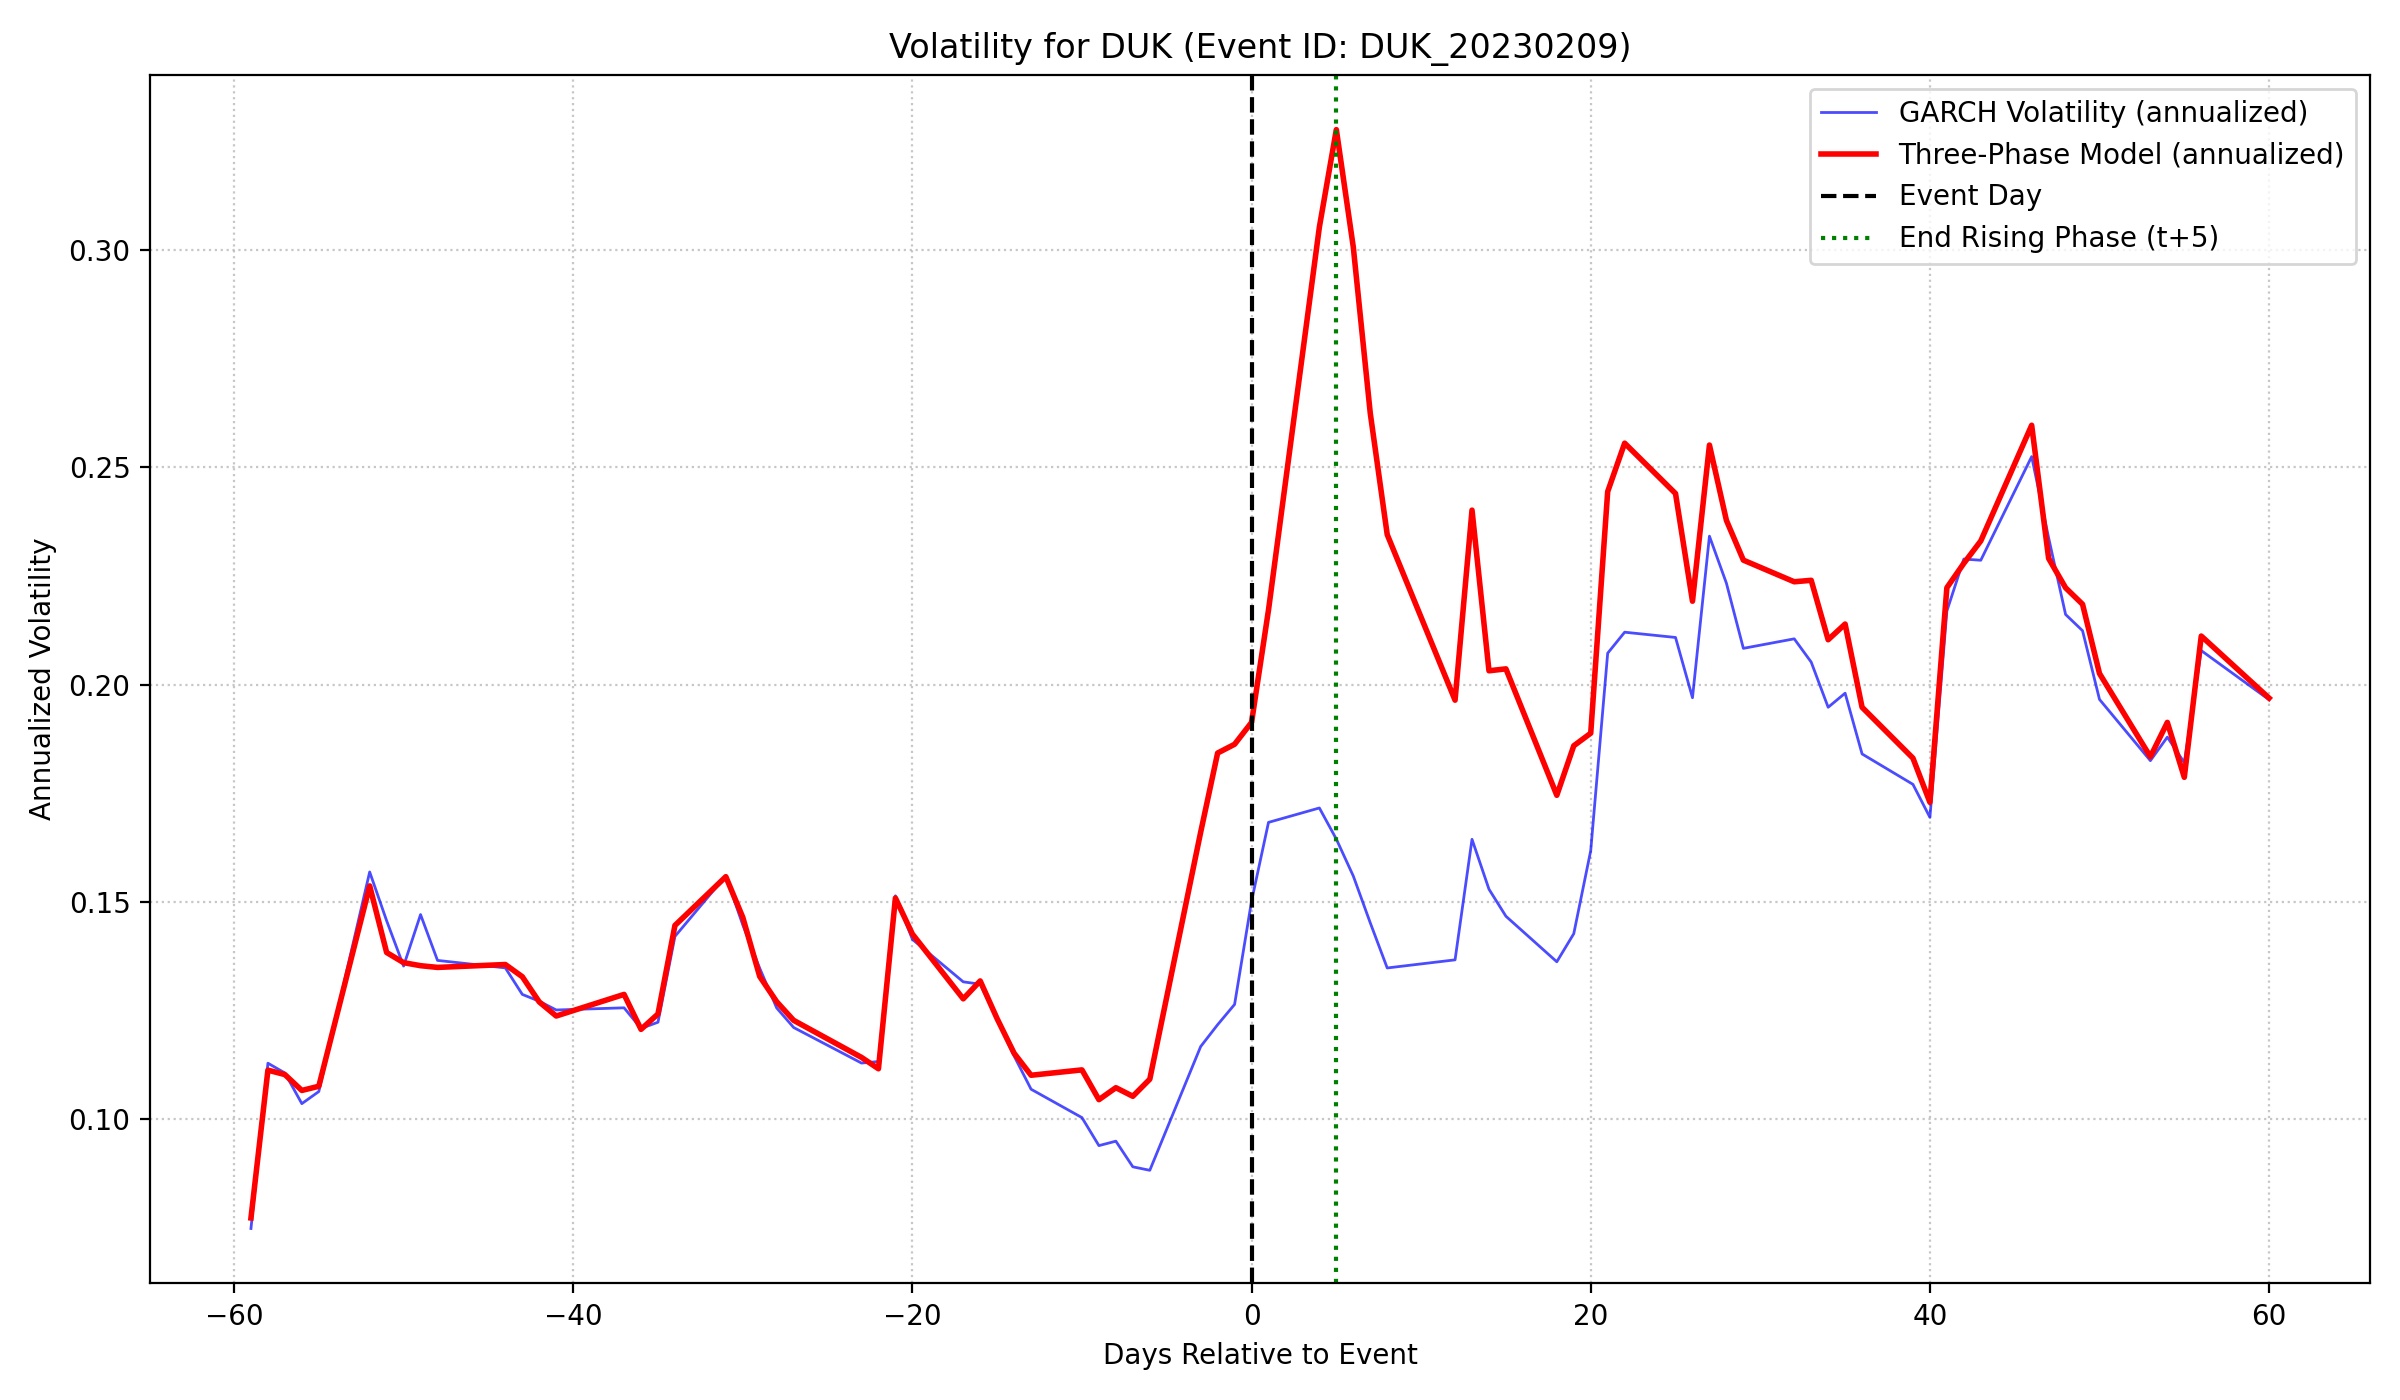 Volatility for DUK (Event ID: DUK_20230209)
GARCH Volatility (annualized)
Three-Phase Model (annualized)
Event Day
End Rising Phase (t+5)
Annualized Volatility
0.30
0.25
0.20
0.15
0.10
−60
−40
−20
0
20
40
60
Days Relative to Event